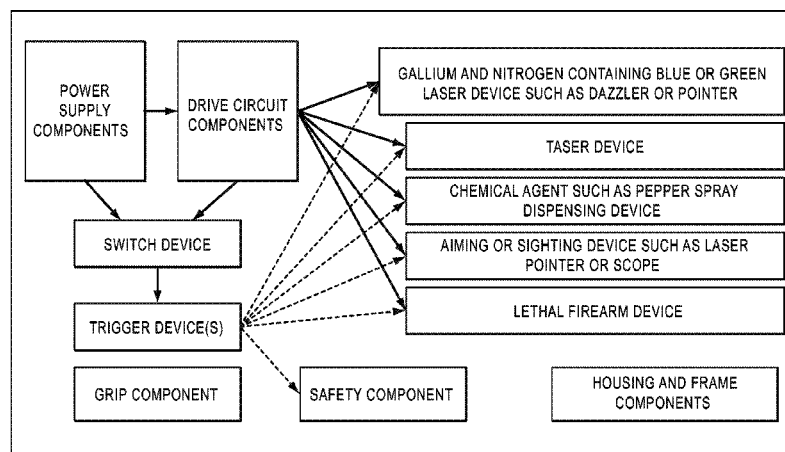 POWER
SUPPLY
COMPONENTS
DRIVE CIRCUIT
COMPONENTS
GALLIUM AND NITROGEN CONTAINING BLUE OR GREEN
LASER DEVICE SUCH AS DAZZLER OR POINTER
TASER DEVICE
CHEMICAL AGENT SUCH AS PEPPER SPRAY
DISPENSING DEVICE
SWITCH DEVICE
AIMING OR SIGHTING DEVICE SUCH AS LASER
POINTER OR SCOPE
TRIGGER DEVICE(S)
LETHAL FIREARM DEVICE
GRIP COMPONENT
SAFETY COMPONENT
HOUSING AND FRAME
COMPONENTS